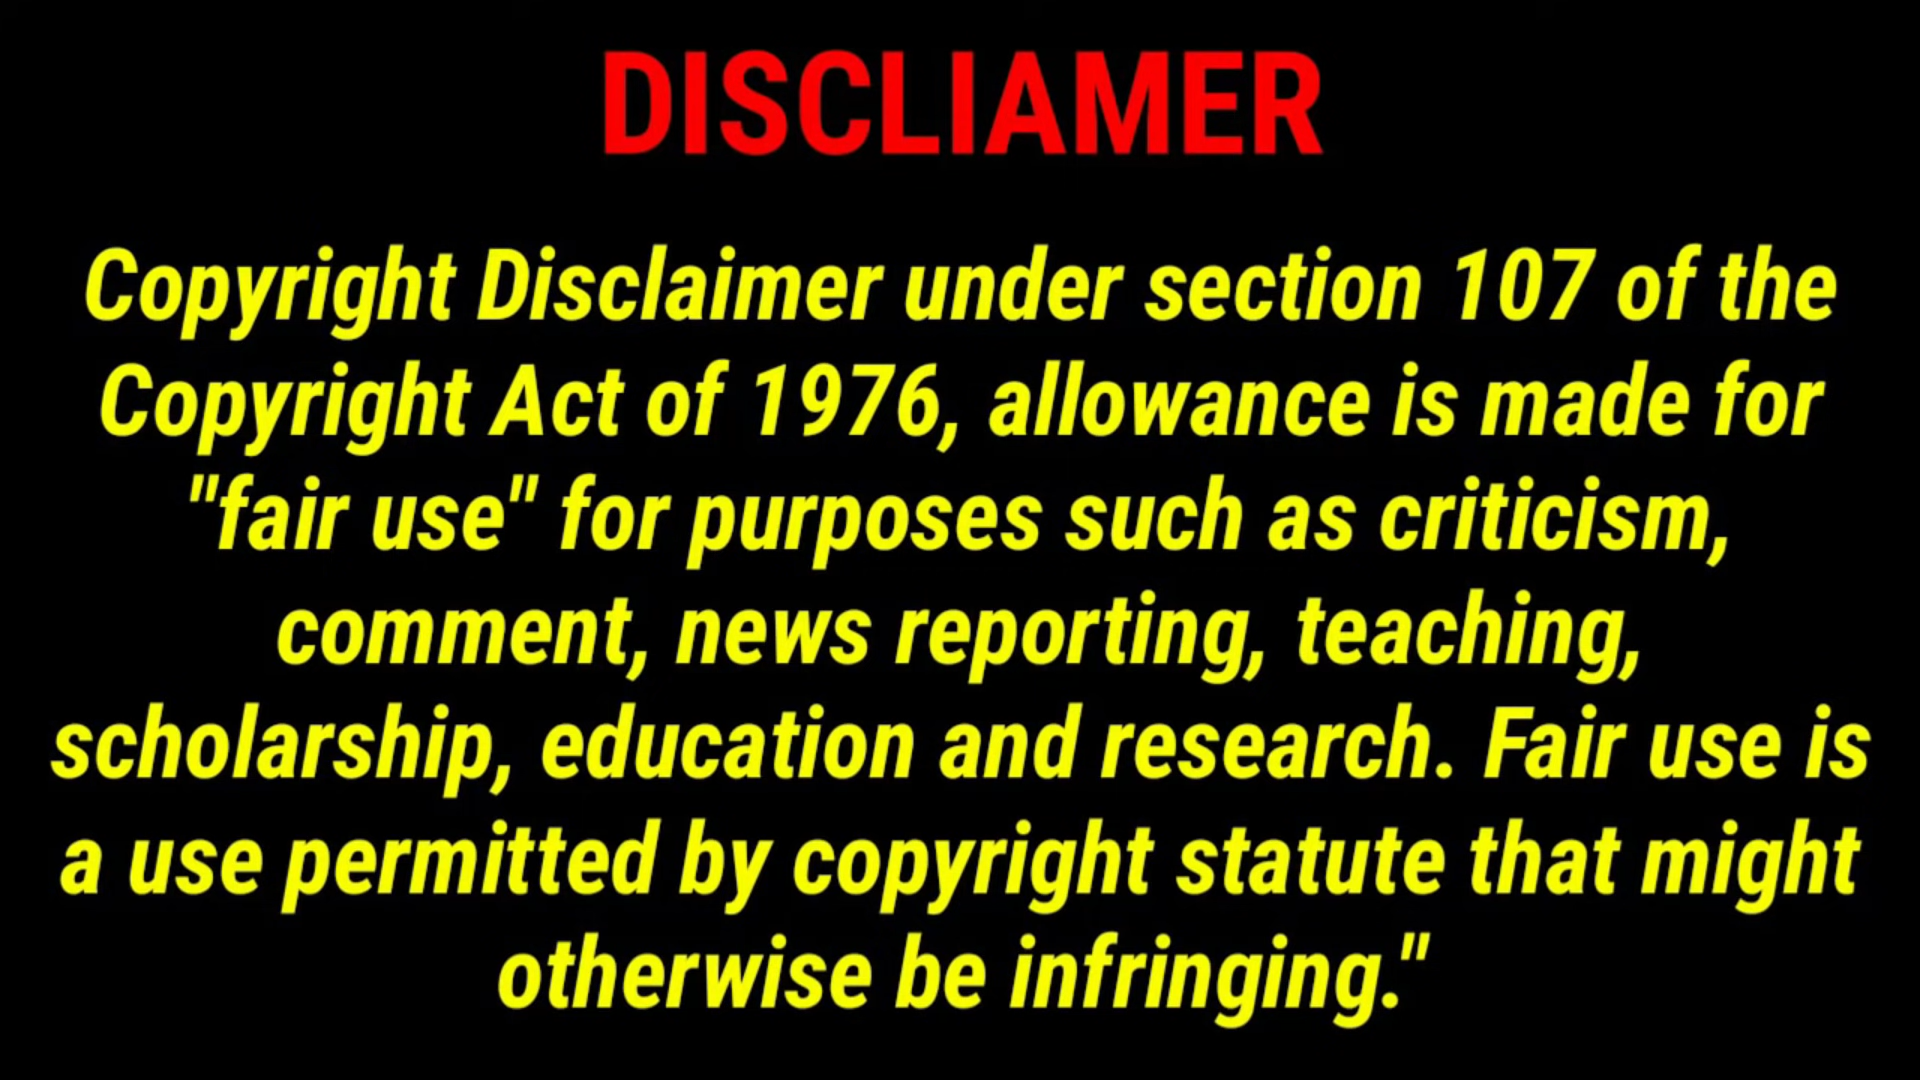 DISCLIAMER
Copyright Disclaimer under section 107 of the
Copyright Act of 1976, allowance is made for
"fair use" for purposes such as criticism,
comment, news reporting, teaching,
scholarship, education and research. Fair use is
a use permitted by copyright statute that might
otherwise be infringing."